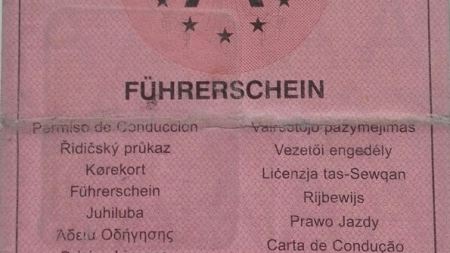 FÜHRERSCHEIN
Permiso de Conducción
Řidičský průkaz
Kørekort
Führerschein
Juhiluba
Άδεια Οδήγησης
Vairuotojo pažymėjimas
Vezetői engedély
Liċenzja tas-Sewqan
Rijbewijs
Prawo Jazdy
Carta de Condução